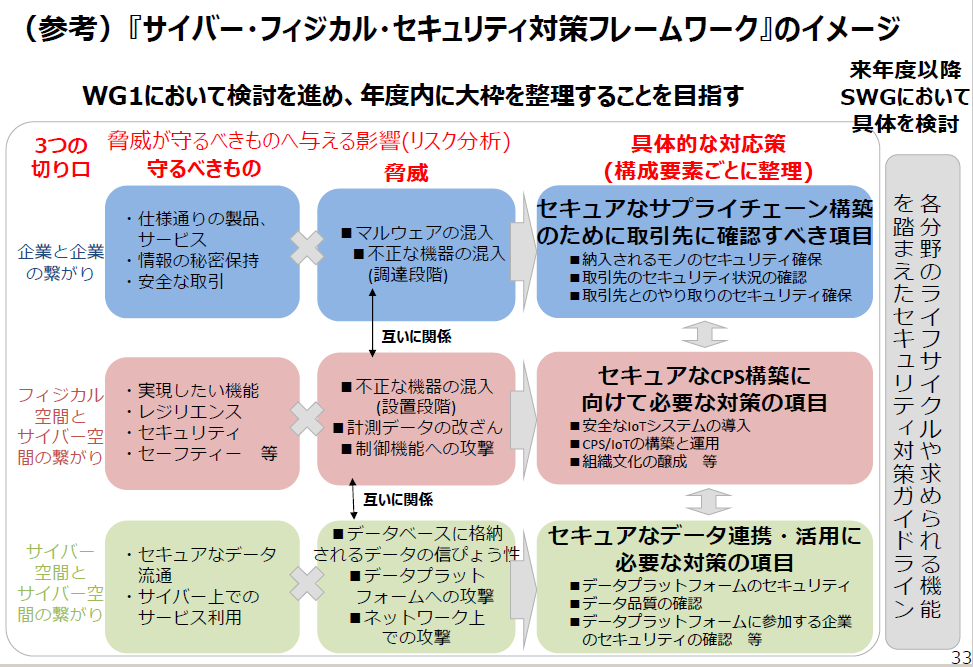 （参考）『サイバー・フィジカル・セキュリティ対策フレームワーク』のイメージ
WG1において検討を進め、年度内に大枠を整理することを目指す
来年度以降
SWGにおいて
具体を検討
3つの
切り口
脅威が守るべきものへ与える影響(リスク分析)
守るべきもの
脅威
具体的な対応策
(構成要素ごとに整理)
企業と企業
の繋がり
・仕様通りの製品、
サービス
・情報の秘密保持
・安全な取引
■マルウェアの混入
■不正な機器の混入
(調達段階)
セキュアなサプライチェーン構築
のために取引先に確認すべき項目
■納入されるモノのセキュリティ確保
■取引先のセキュリティ状況の確認
■取引先とのやり取りのセキュリティ確保
互いに関係
フィジカル
空間と
サイバー空
間の繋がり
・実現したい機能
・レジリエンス
・セキュリティ
・セーフティー　等
■不正な機器の混入
(設置段階)
■計測データの改ざん
■制御機能への攻撃
セキュアなCPS構築に
向けて必要な対策の項目
■安全なIoTシステムの導入
■CPS/IoTの構築と運用
■組織文化の醸成　等
互いに関係
サイバー
空間と
サイバー空
間の繋がり
・セキュアなデータ
流通
・サイバー上での
サービス利用
■データベースに格納
されるデータの信ぴょう性
■データプラット
フォームへの攻撃
■ネットワーク上
での攻撃
セキュアなデータ連携・活用に
必要な対策の項目
■データプラットフォームのセキュリティ
■データ品質の確認
■データプラットフォームに参加する企業
のセキュリティの確認　等
各分野のライフサイクルや求められる機能
を踏まえたセキュリティ対策ガイドライン
33